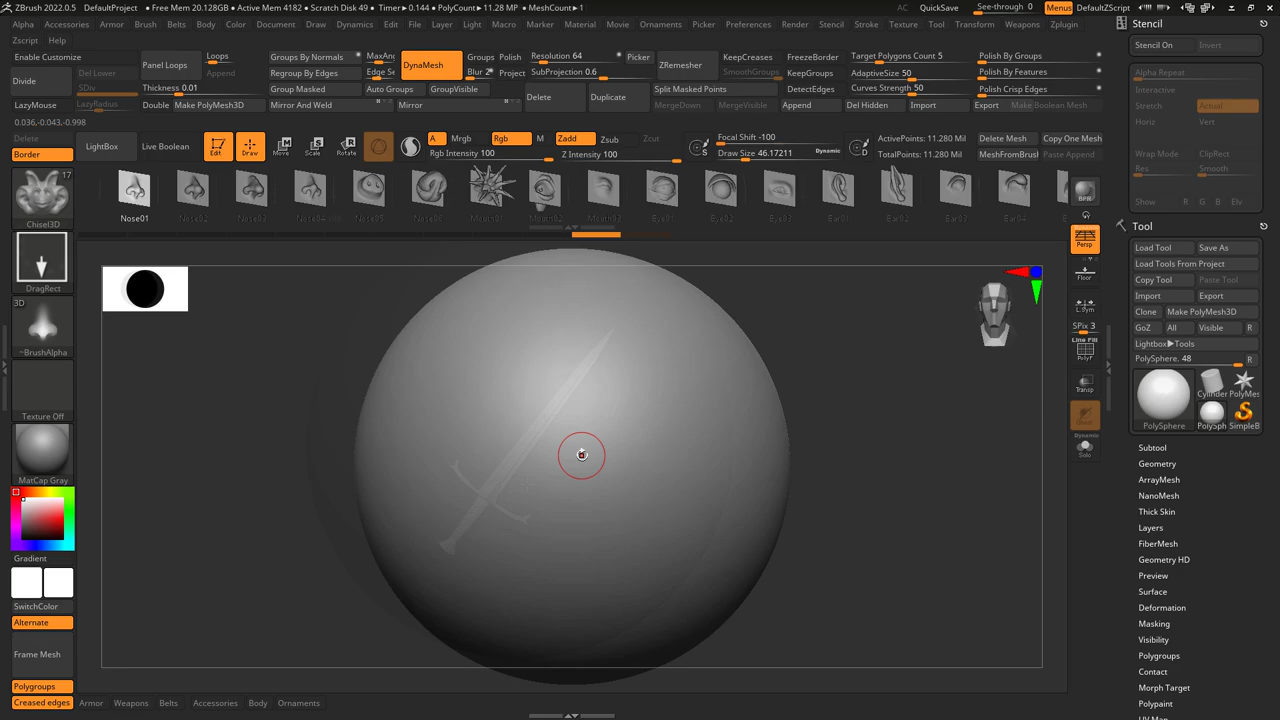 ZBrush 2022.0.5 DefaultProject • Free Mem 20.128GB • Active Mem 4182 • Scratch Disk 49 • Timer▸0.144 • PolyCount▸11.28 MP • MeshCount▸1 AC QuickSave See-through 0 Menus DefaultZScript
Alpha Armor Brush Belts Body Color Document Draw Dynamics Edit File Layer Light Macro Marker Material Movie Ornaments Picker Preferences Render Stencil Stroke Texture Tool Transform Weapons Zplugin
Zscript Help
Stencil
Enable Customize
Divide
Del Lower
SDiv
Panel Loops
Loops
Append
Thickness 0.01
Groups By Normals
Regroup By Edges
Group Masked
Auto Groups
GroupVisible
DynaMesh
Groups
Polish
Blur 2
Project
Resolution 64
SubProjection 0.6
Picker
Delete
Duplicate
ZRemesher
KeepCreases
SmoothGroups
FreezeBorder
KeepGroups
DetectEdges
Split Masked Points
Target Polygons Count 5
AdaptiveSize 50
Curves Strength 50
Polish By Groups
Polish By Features
Polish Crisp Edges
LazyMouse LazyRadius Double Make PolyMesh3D Mirror And Weld Mirror MergeDown MergeVisible Append Del Hidden Import Export Make Boolean Mesh
0.036,-0.043,-0.998
Delete
Border
LightBox
Live Boolean
Edit
Draw
Move
Scale
Rotate
A
Mrgb
Rgb
M
Rgb Intensity 100
Zadd
Zsub
Zcut
Z Intensity 100
S
Focal Shift -100
Draw Size 46.17211
Dynamic
D
ActivePoints: 11.280 Mil
TotalPoints: 11.280 Mil
Delete Mesh
MeshFromBrush
Copy One Mesh
Paste Append
17
Chisel3D
DragRect
3D
~BrushAlpha
Texture Off
MatCap Gray
Gradient
SwitchColor
Alternate
Frame Mesh
Polygroups
Creased edges
Nose01 Nose02 Nose03 Nose05 Nose06 Mouth01 Mouth02 Mouth03 Eye01 Eye02 Eye03 Ear01 Ear02 Ear03 Ear04
BPR
Persp
Floor
L.Sym
SPix 3
Line Fill
PolyF
Transp
Dynamic
Solo
Armor Weapons Belts Accessories Body Ornaments
Stencil On Invert
Alpha Repeat
Interactive
Stretch Actual
Horiz Vert
Wrap Mode ClipRect
Res Smooth
Show R G B Elv
Tool
Load Tool Save As
Load Tools From Project
Copy Tool Paste Tool
Import Export
Clone Make PolyMesh3D
GoZ All Visible R
Lightbox▸Tools
PolySphere. 48 R
PolySphere
Cylinder PolyMes
PolySph SimpleB
Subtool
Geometry
ArrayMesh
NanoMesh
Thick Skin
Layers
FiberMesh
Geometry HD
Preview
Surface
Deformation
Masking
Visibility
Polygroups
Contact
Morph Target
Polypaint